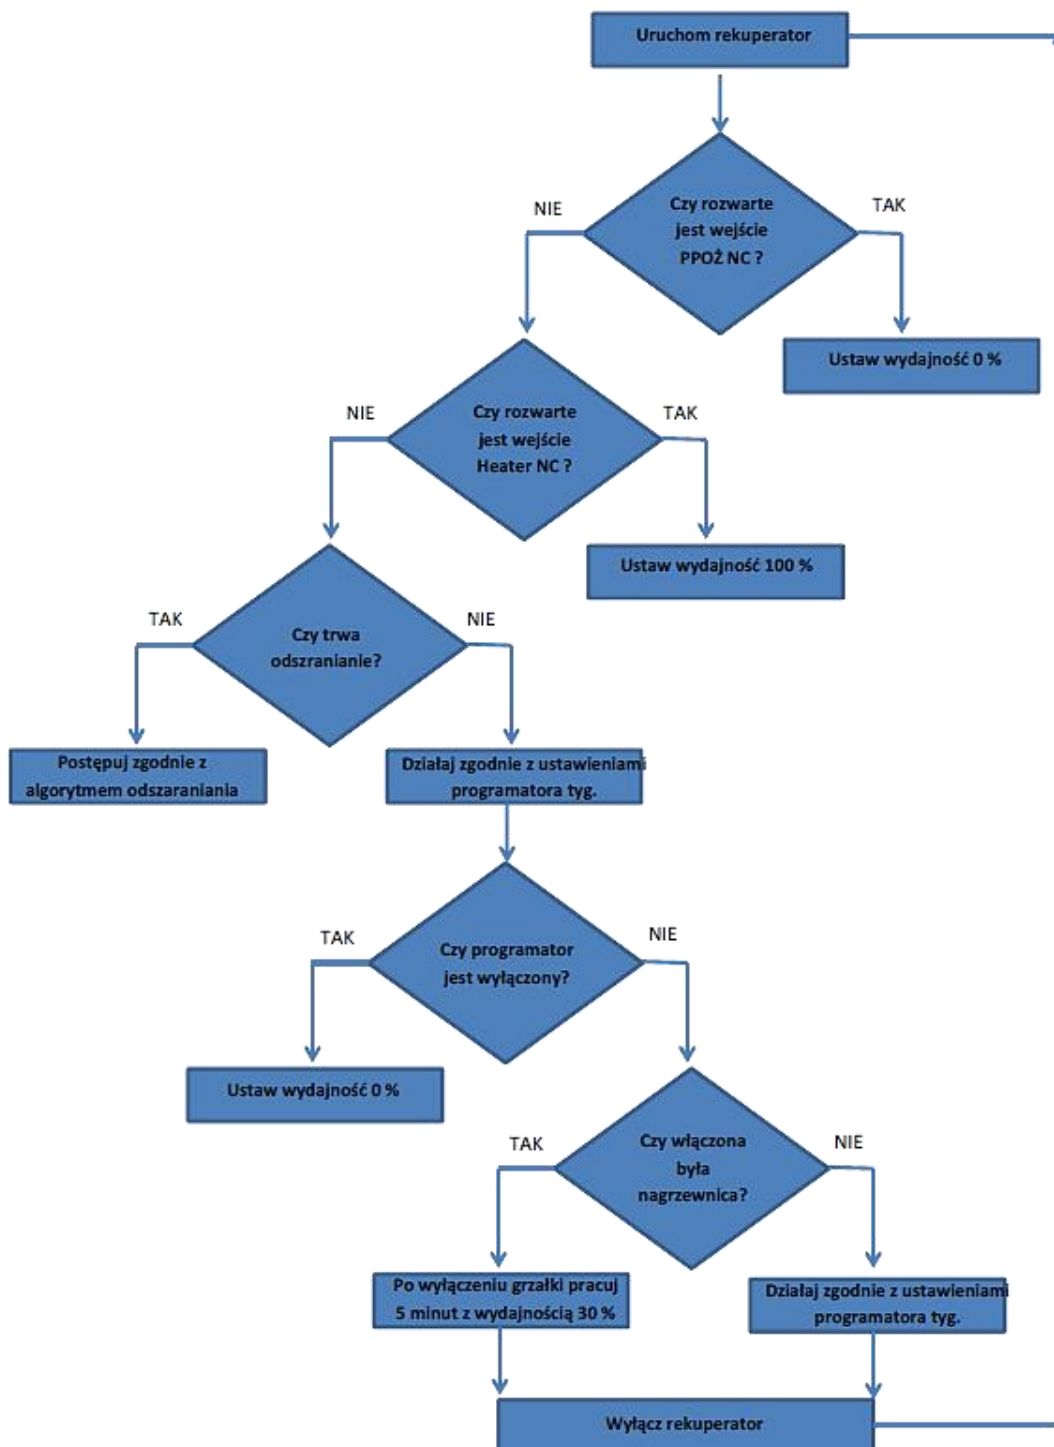 Uruchom rekuperator
Czy rozwarte
jest wejście
PPOŻ NC ?
NIE
TAK
Ustaw wydajność 0 %
Czy rozwarte
jest wejście
Heater NC ?
NIE
TAK
Ustaw wydajność 100 %
Czy trwa
odszranianie?
TAK
NIE
Postępuj zgodnie z
algorytmem odszaraniania
Działaj zgodnie z ustawieniami
programatora tyg.
Czy programator
jest wyłączony?
TAK
NIE
Ustaw wydajność 0 %
Czy włączona
była
nagrzewnica?
TAK
NIE
Po wyłączeniu grzałki pracuj
5 minut z wydajnością 30 %
Działaj zgodnie z ustawieniami
programatora tyg.
Wyłącz rekuperator